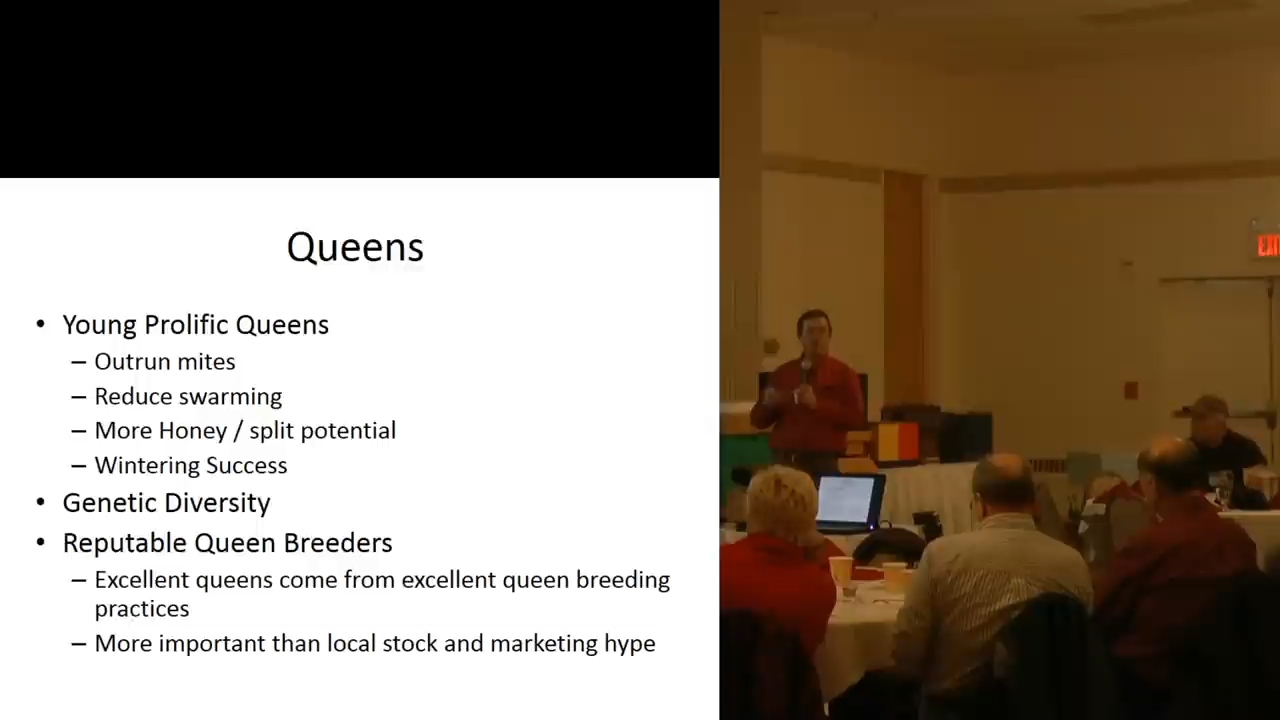 Queens
• Young Prolific Queens
– Outrun mites
– Reduce swarming
– More Honey / split potential
– Wintering Success
• Genetic Diversity
• Reputable Queen Breeders
– Excellent queens come from excellent queen breeding
practices
– More important than local stock and marketing hype